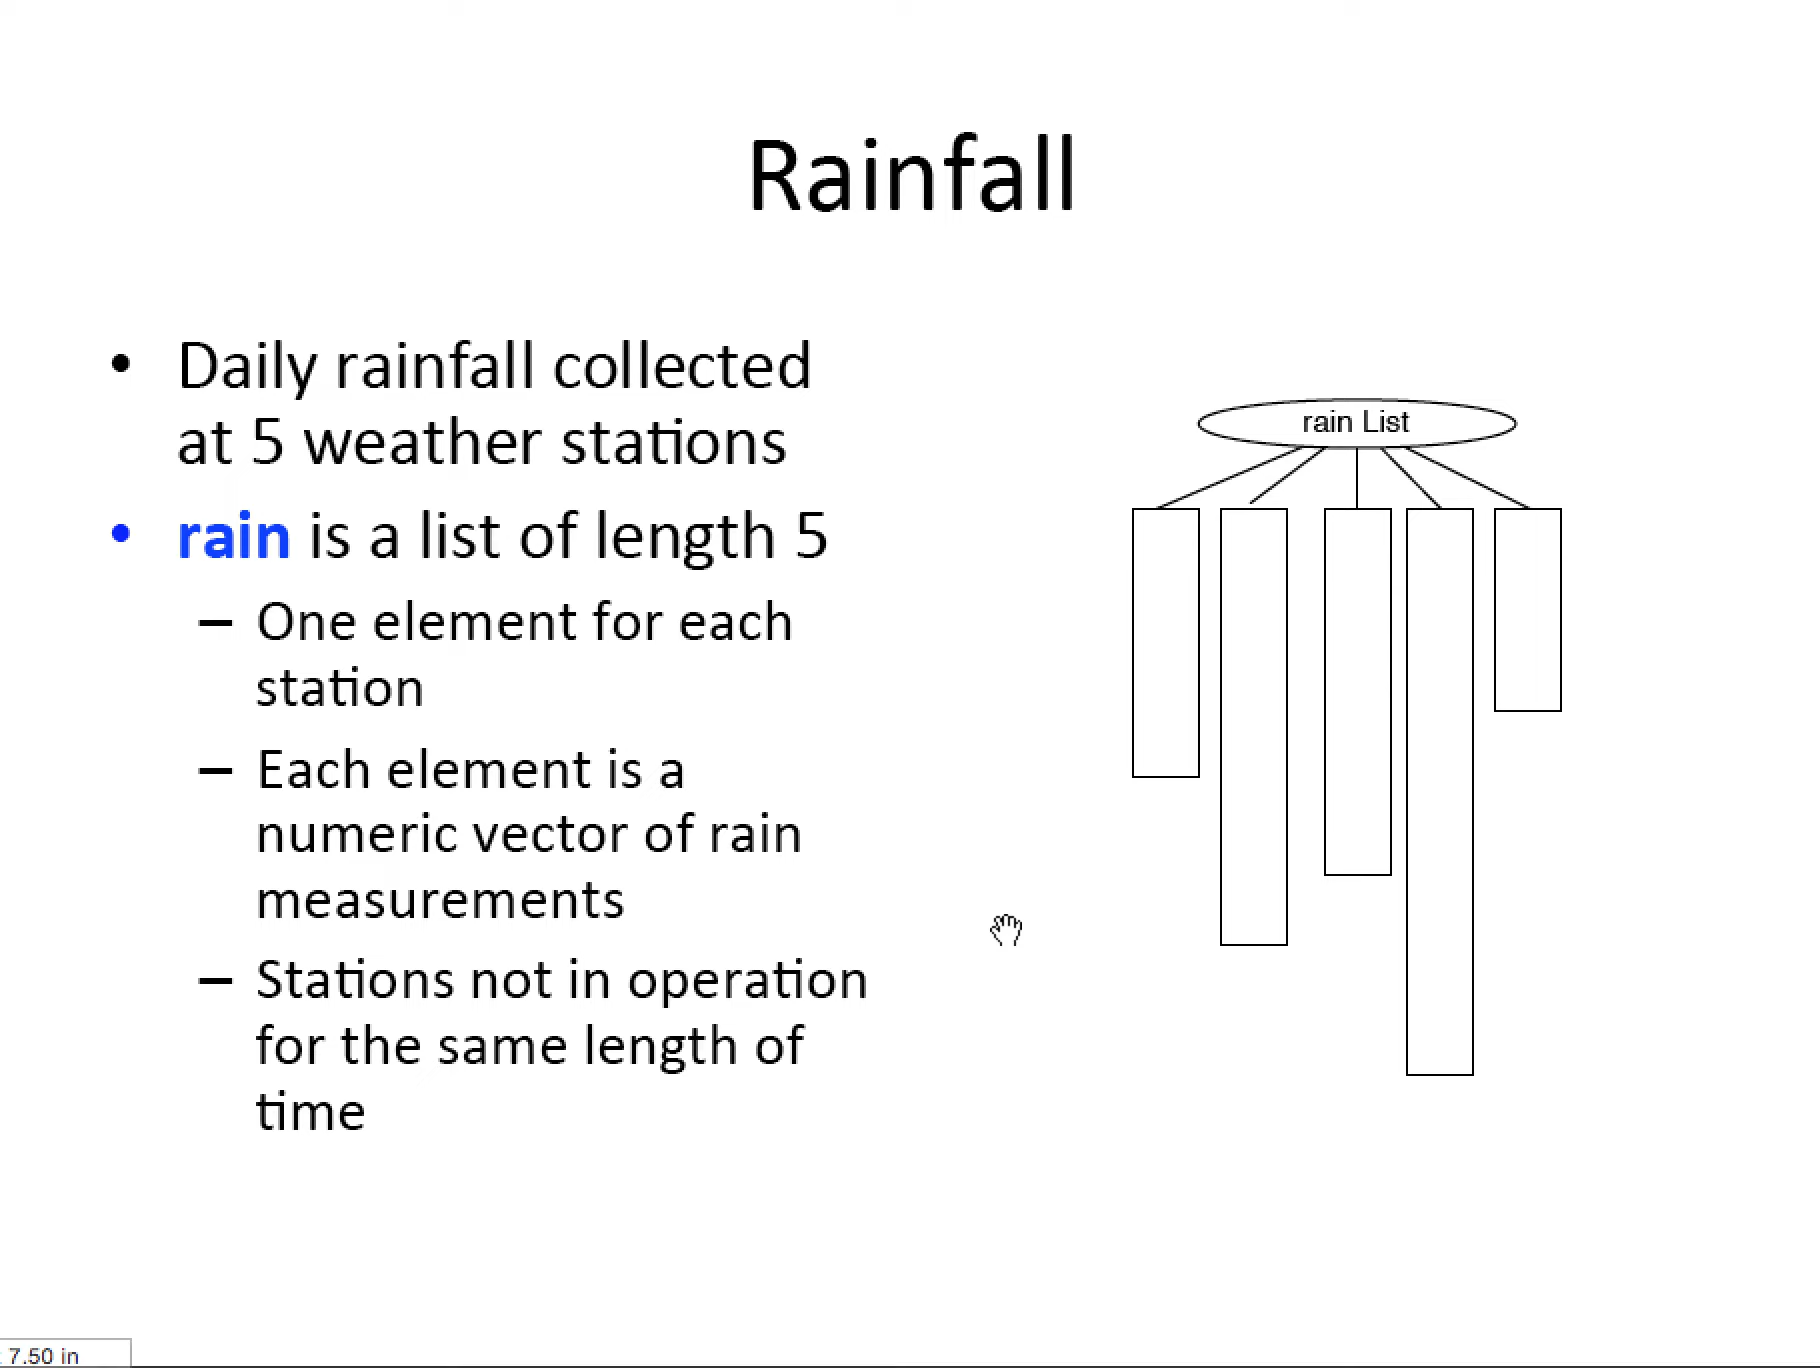 Rainfall
• Daily rainfall collected
at 5 weather stations
• rain is a list of length 5
– One element for each
station
– Each element is a
numeric vector of rain
measurements
– Stations not in operation
for the same length of
time
rain List
7.50 in